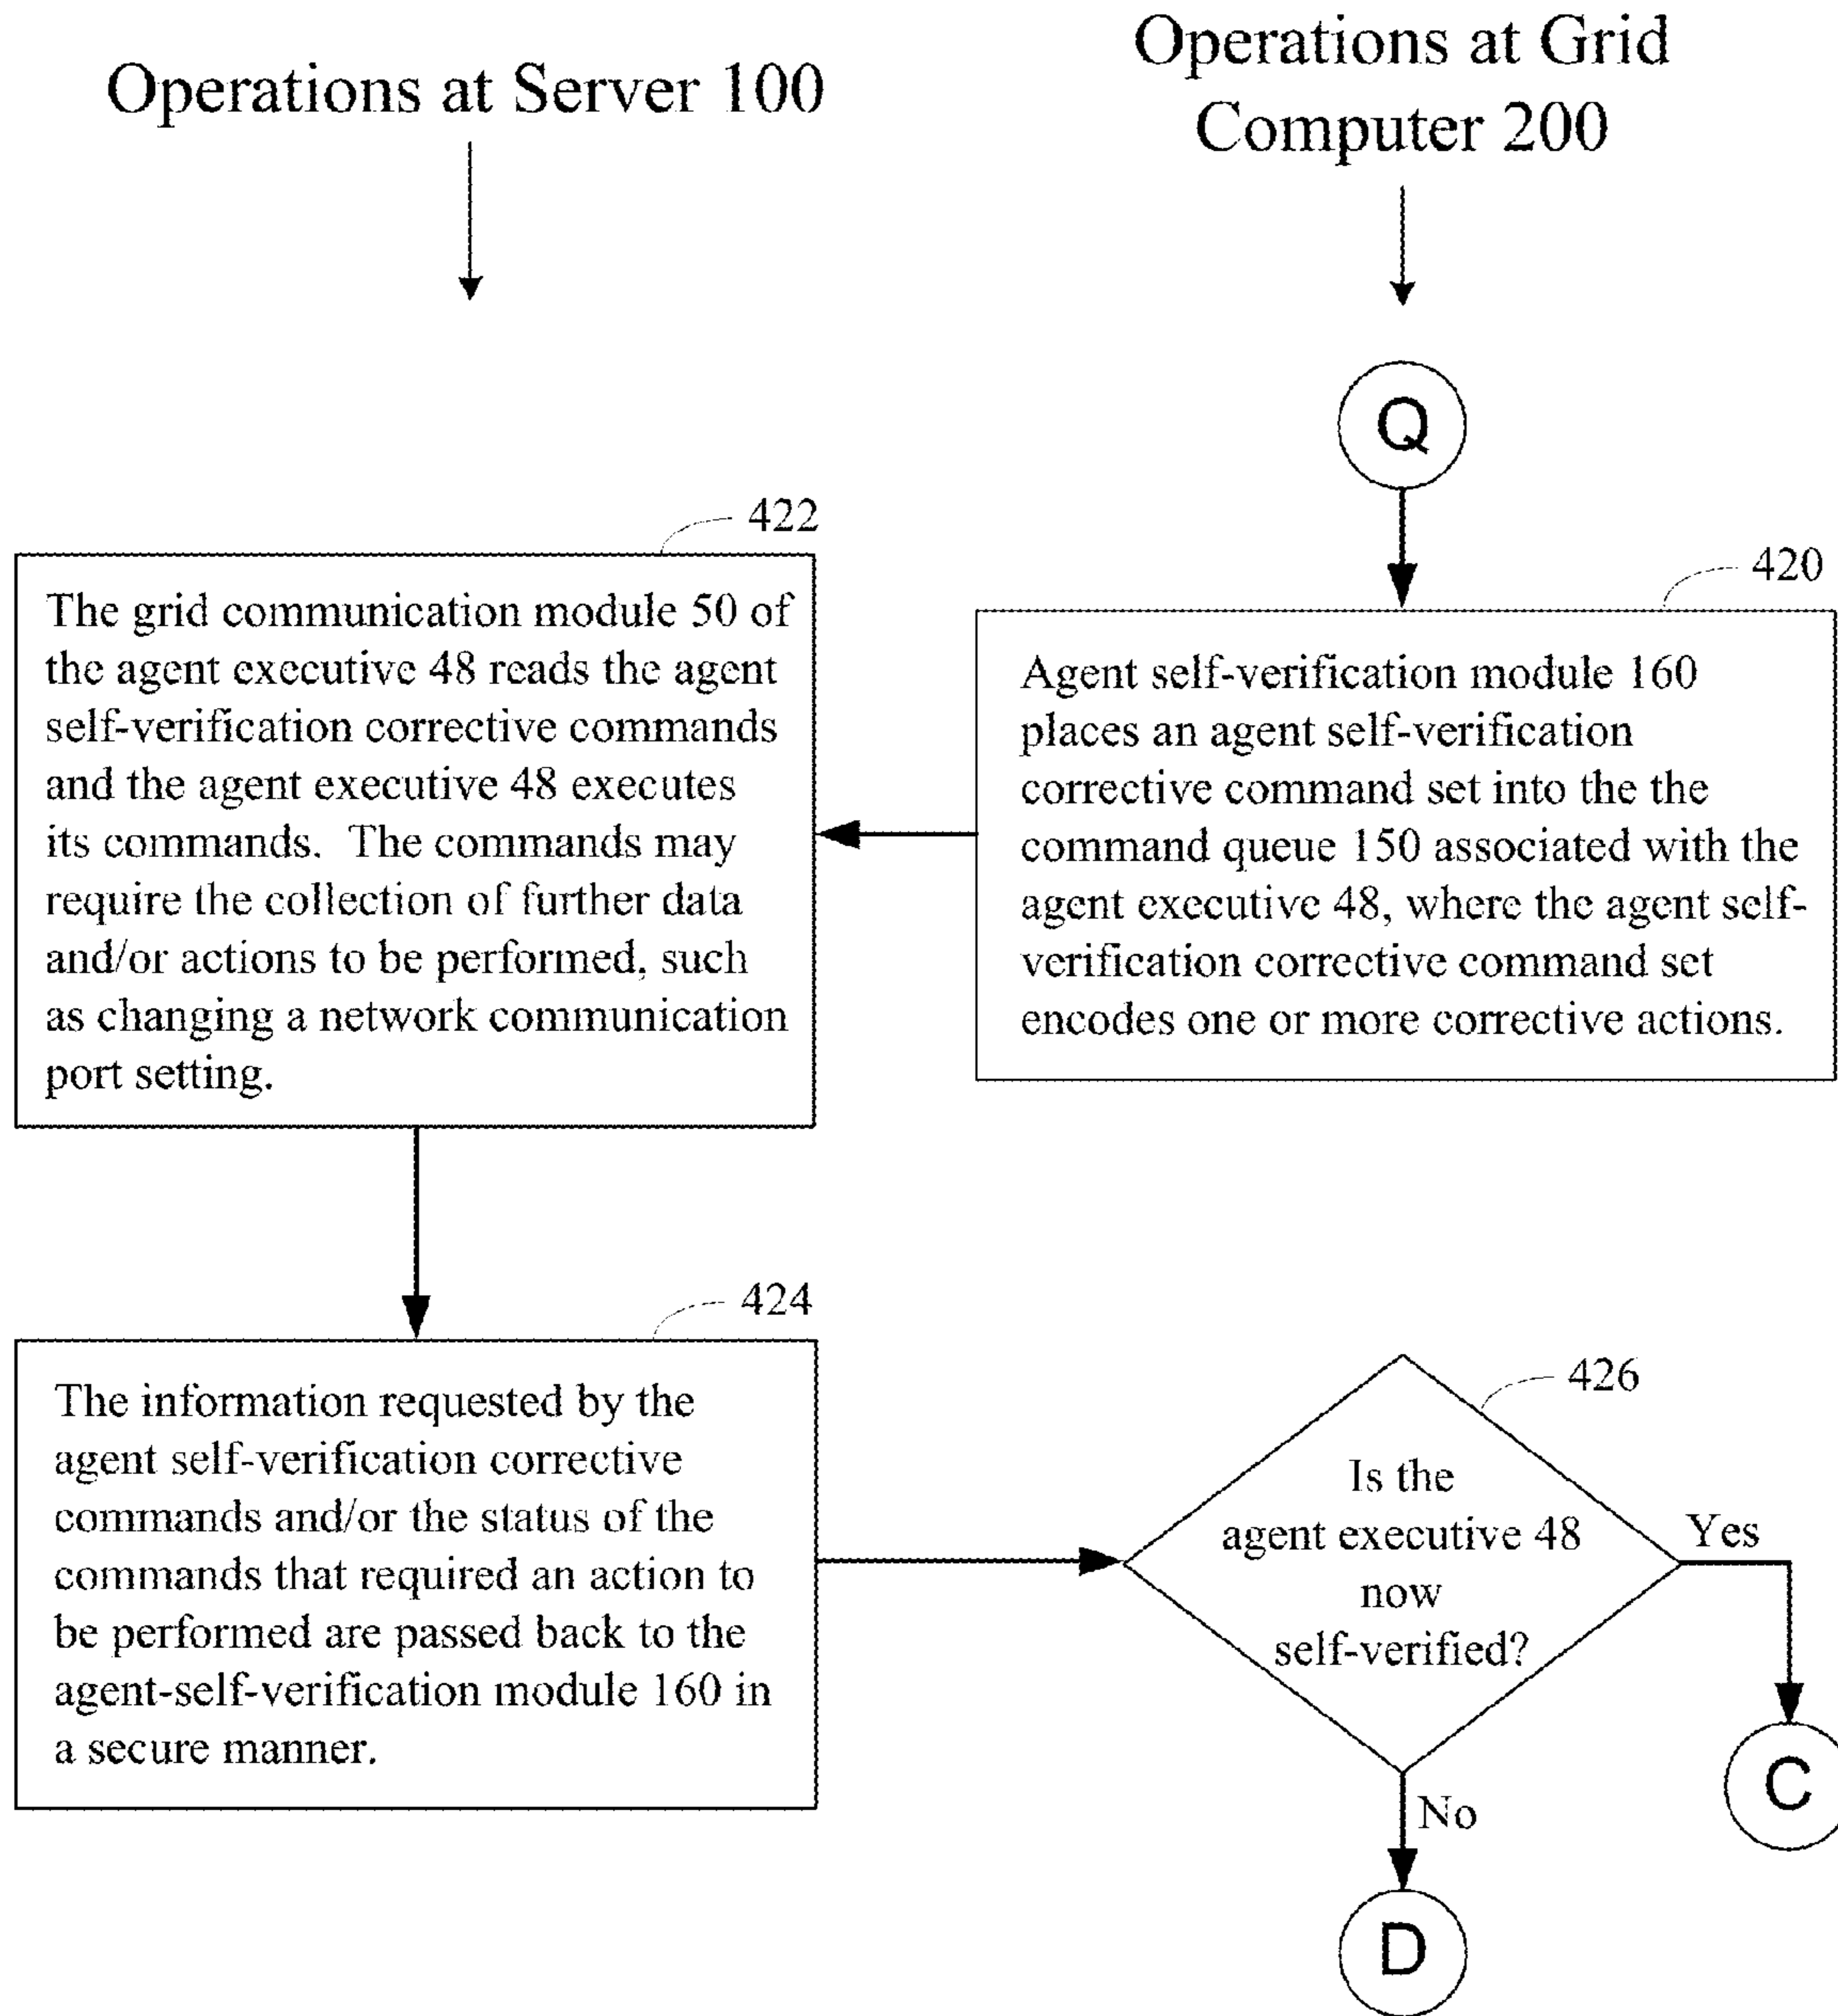 Operations at Server 100
Operations at Grid
Computer 200
Q
422
The grid communication module 50 of
the agent executive 48 reads the agent
self-verification corrective commands
and the agent executive 48 executes
its commands.  The commands may
require the collection of further data
and/or actions to be performed, such
as changing a network communication
port setting.
420
Agent self-verification module 160
places an agent self-verification
corrective command set into the the
command queue 150 associated with the
agent executive 48, where the agent self-
verification corrective command set
encodes one or more corrective actions.
424
The information requested by the
agent self-verification corrective
commands and/or the status of the
commands that required an action to
be performed are passed back to the
agent-self-verification module 160 in
a secure manner.
426
Is the
agent executive 48
now
self-verified?
Yes
C
No
D